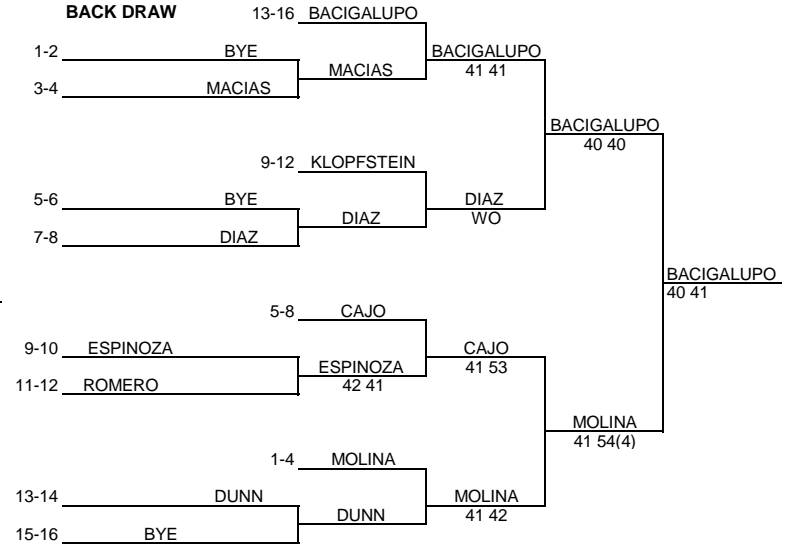 BACK DRAW
13-16 BACIGALUPO
1-2 BYE
BACIGALUPO
MACIAS
41 41
3-4 MACIAS
BACIGALUPO
40 40
9-12 KLOPFSTEIN
5-6 BYE
DIAZ
DIAZ
WO
7-8 DIAZ
BACIGALUPO
40 41
5-8 CAJO
9-10 ESPINOZA
CAJO
ESPINOZA
41 53
11-12 ROMERO
42 41
MOLINA
41 54(4)
1-4 MOLINA
13-14 DUNN
MOLINA
DUNN
41 42
15-16 BYE